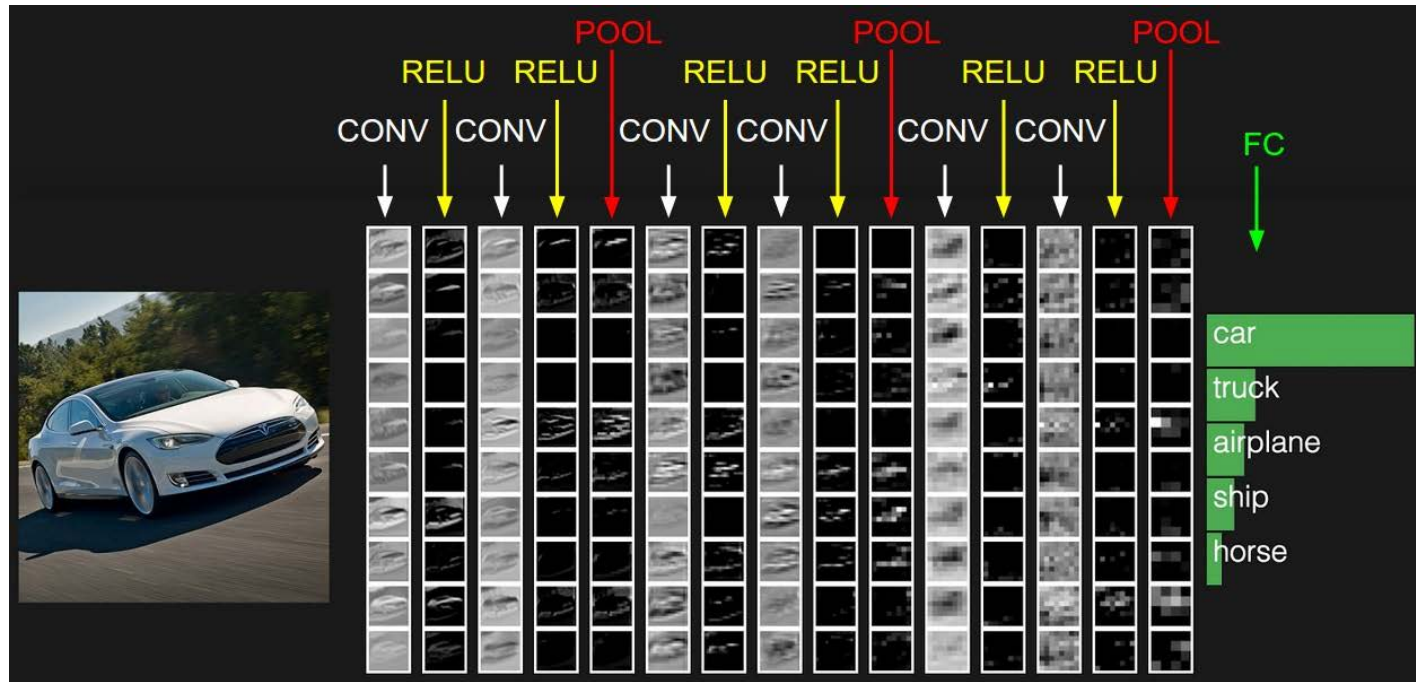 POOL POOL POOL
RELU RELU RELU RELU RELU RELU
CONV CONV CONV CONV CONV CONV
FC
car
truck
airplane
ship
horse